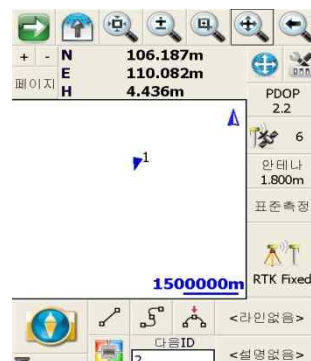 + - N 106.187m
E 110.082m
페이지 H 4.436m
PDOP
2.2
6
안테나
1.800m
표준측정
1
RTK Fixed
1500000m
<라인없음>
다음ID
2
<설명없음>